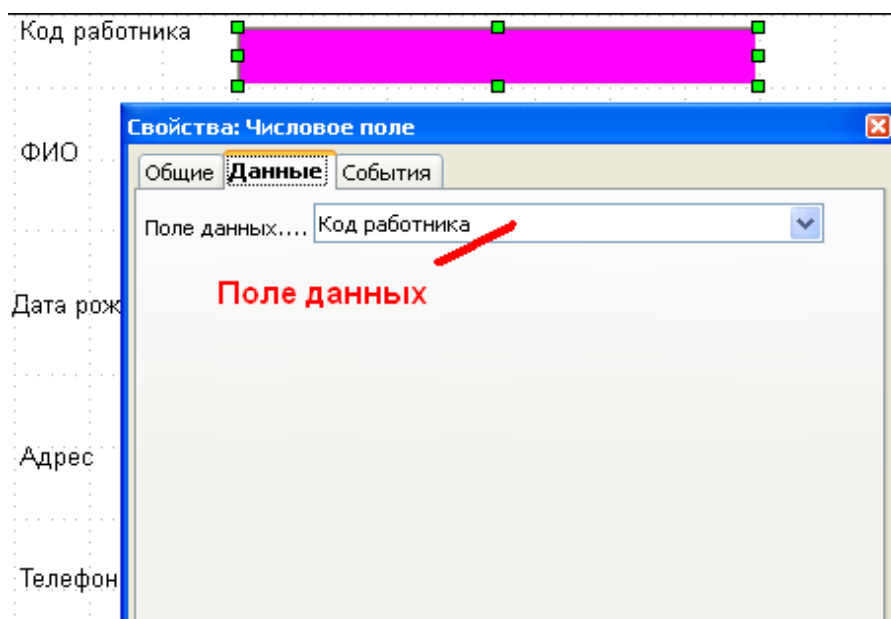 Код работника
Свойства: Числовое поле
ФИО
Общие Данные События
Поле данных.... Код работника
Поле данных
Дата рож
Адрес
Телефон